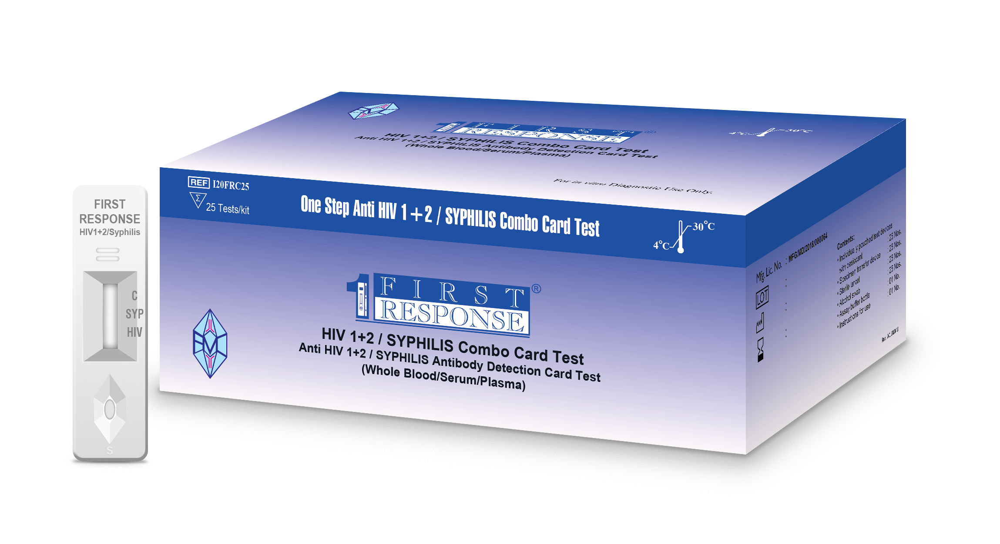 FIRST
RESPONSE
HIV1+2/Syphilis
C
SYP
HIV
S
1 FIRST
RESPONSE ®
HIV 1+2 / SYPHILIS Combo Card Test
Anti HIV 1+2 / SYPHILIS Antibody Detection Card Test
(Whole Blood/Serum/Plasma)
4°C 30°C
For in vitro Diagnostic Use Only.
REF I20FRC25
Σ 25 Tests/kit
One Step Anti HIV 1+2 / SYPHILIS Combo Card Test
4°C 30°C
1 FIRST ®
RESPONSE
HIV 1+2 / SYPHILIS Combo Card Test
Anti HIV 1+2 / SYPHILIS Antibody Detection Card Test
(Whole Blood/Serum/Plasma)
Mfg. Lic. No. : MFG/MD/2018/000064
LOT :
:
:
Contents:
• Individually pouched test devices
with desiccant : 25 Nos.
• Specimen transfer device : 25 Nos.
• Sterile lancet : 25 Nos.
• Alcohol swab : 25 Nos.
• Assay buffer bottle : 01 No.
• Instructions for use : 01 No.
Rev. AC, 2020-12